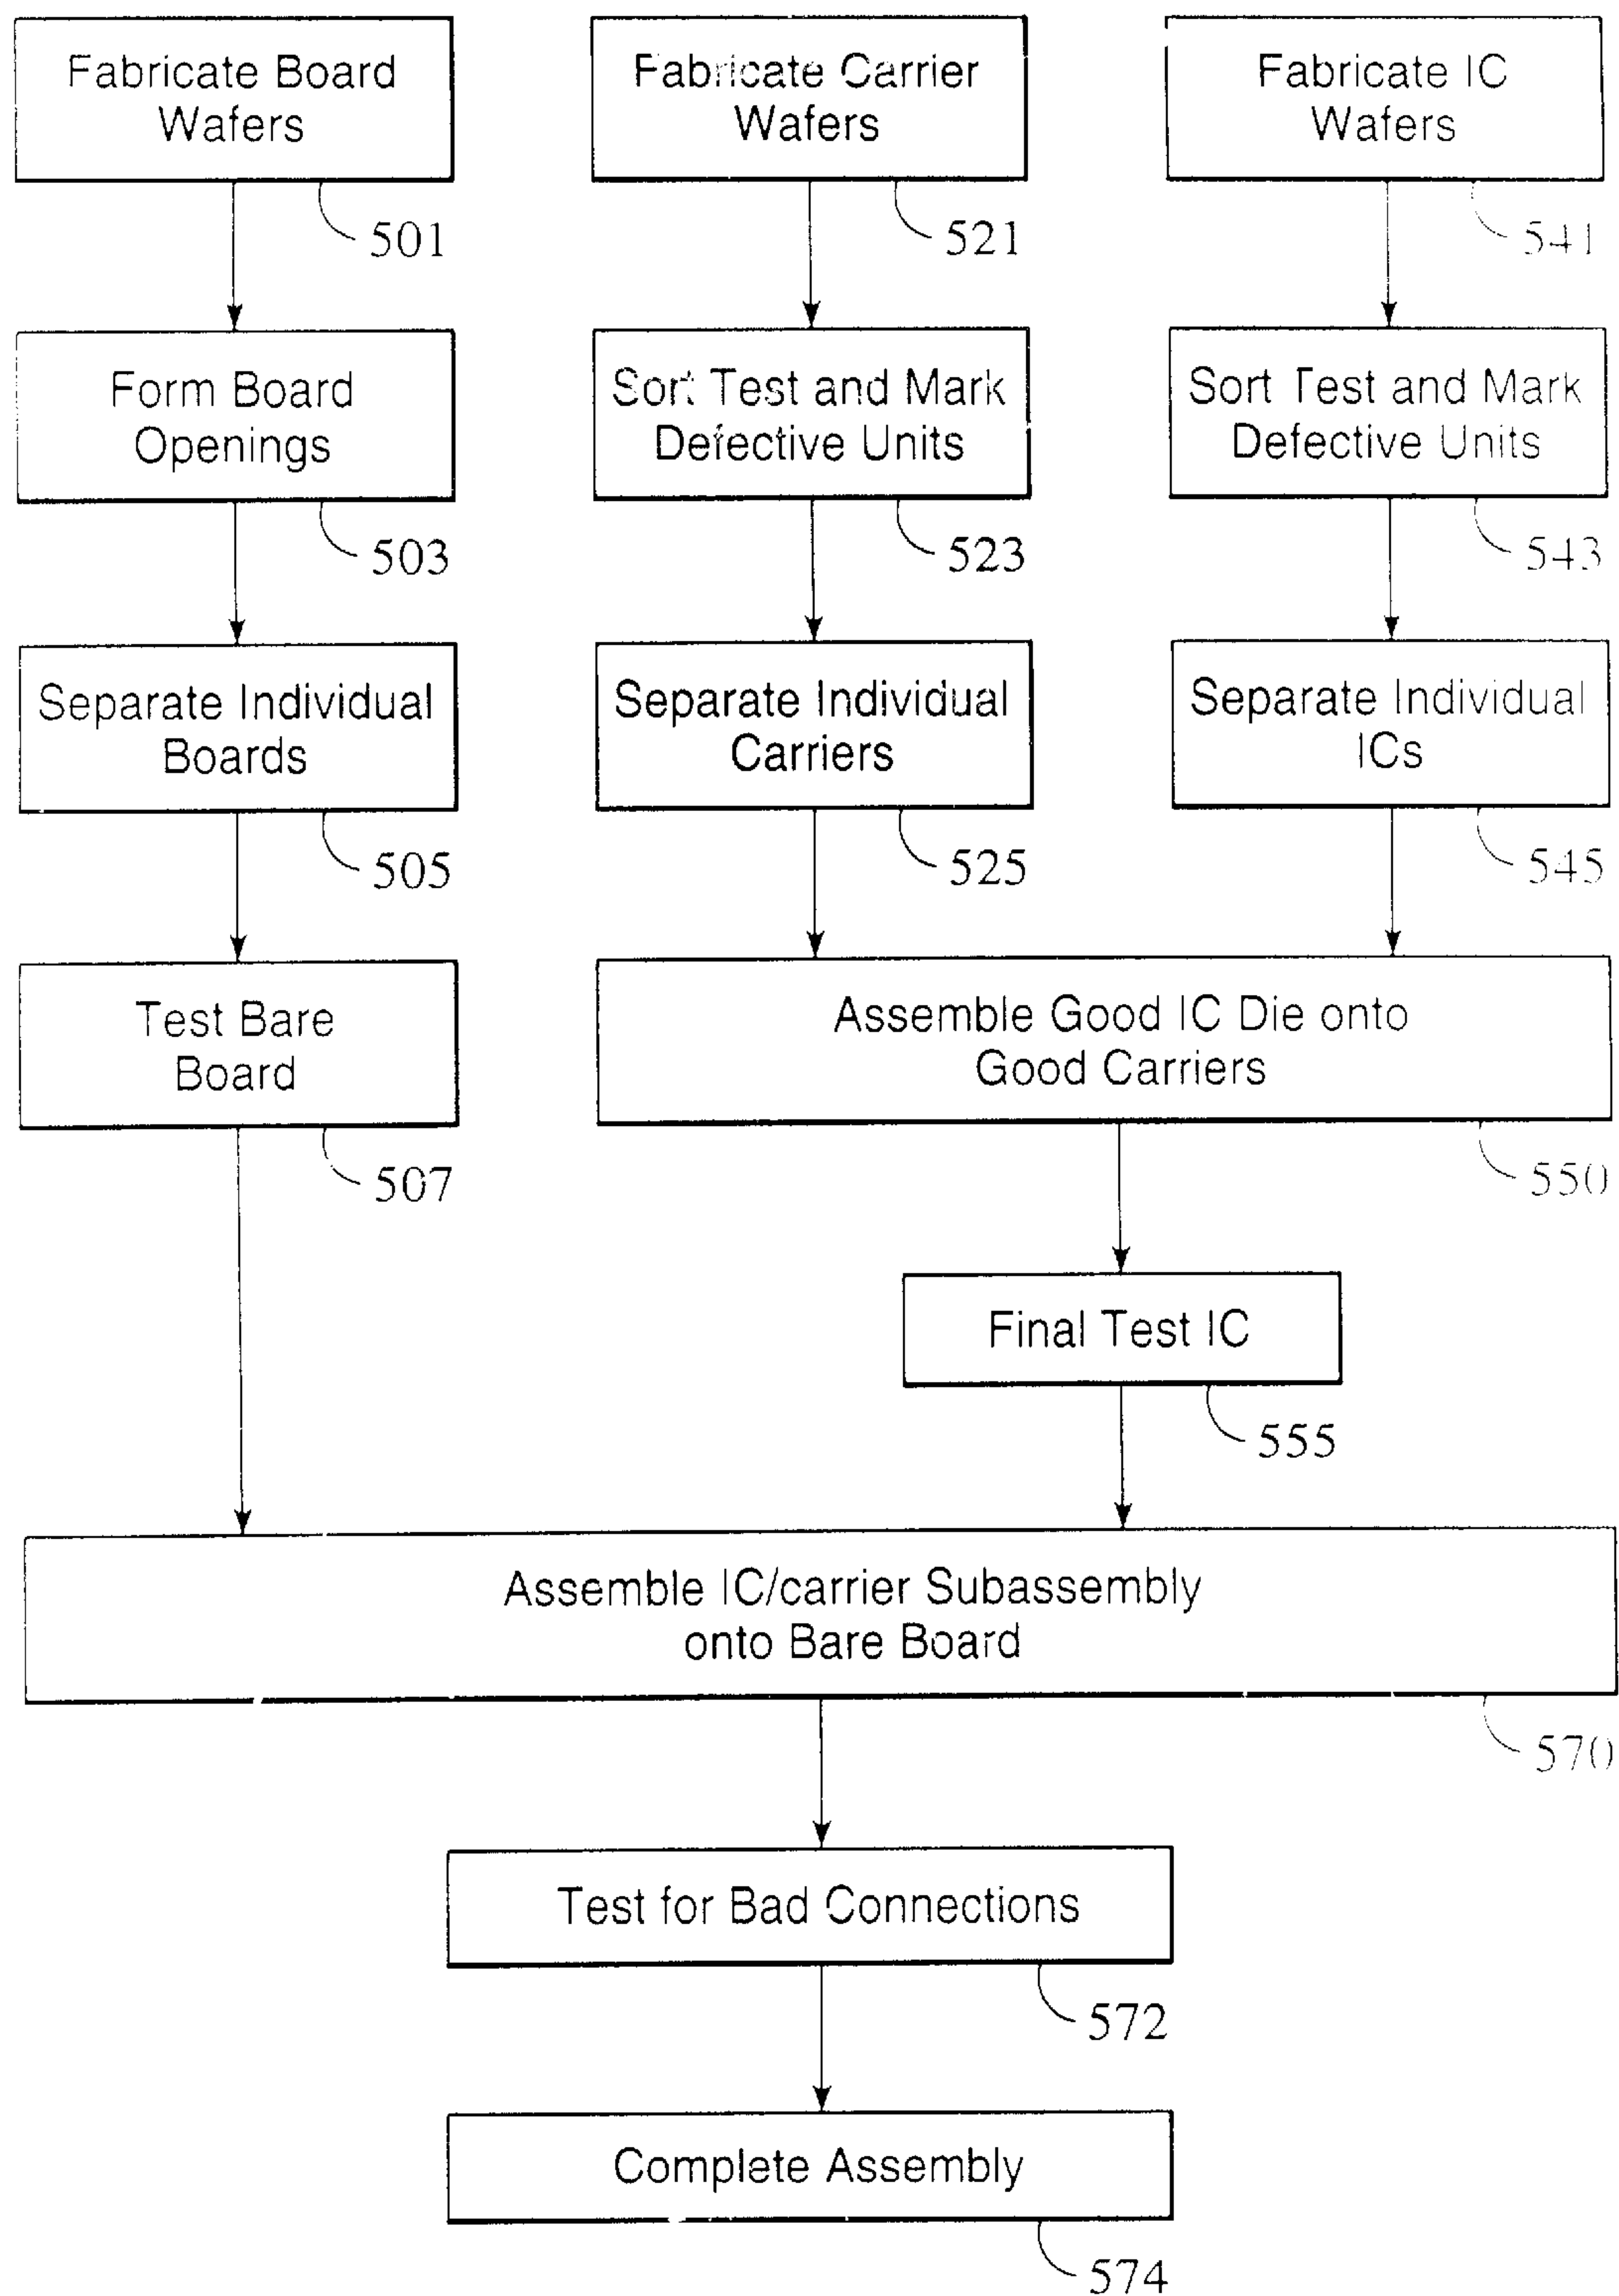 Fabricate Board
Wafers
501
Fabricate Carrier
Wafers
521
Fabricate IC
Wafers
541
Form Board
Openings
503
Sort Test and Mark
Defective Units
523
Sort Test and Mark
Defective Units
543
Separate Individual
Boards
505
Separate Individual
Carriers
525
Separate Individual
ICs
545
Test Bare
Board
507
Assemble Good IC Die onto
Good Carriers
550
Final Test IC
555
Assemble IC/carrier Subassembly
onto Bare Board
570
Test for Bad Connections
572
Complete Assembly
574